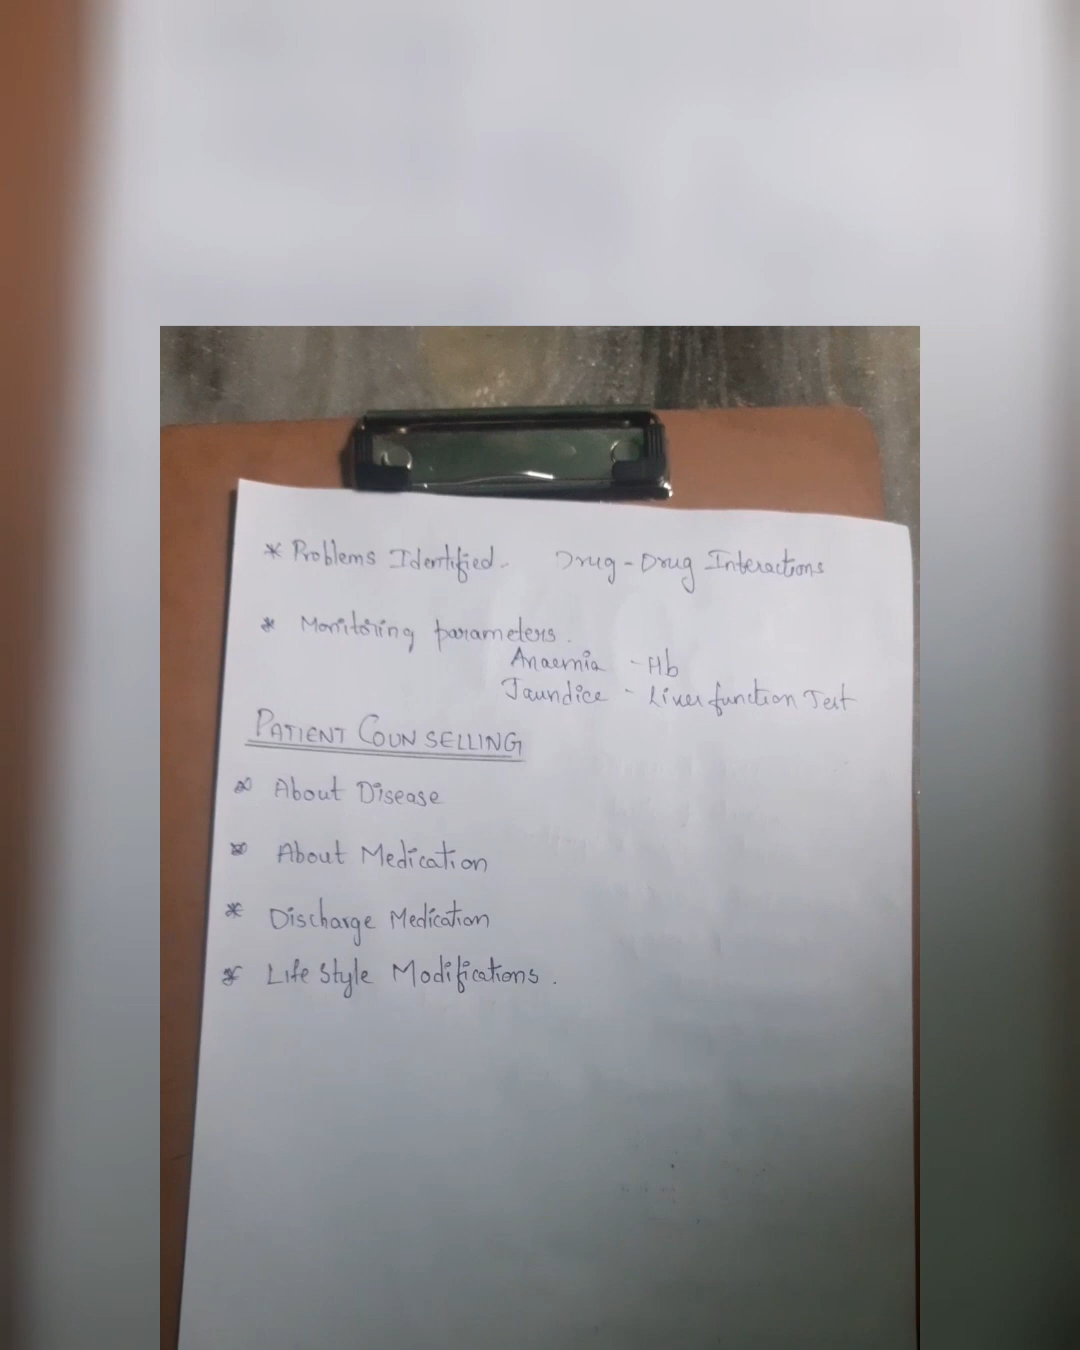 * Problems Identified - Drug - Drug Interactions
* Monitoring parameters.
Anaemia - Hb
Jaundice - Liver function Test
PATIENT COUNSELLING
* About Disease
* About Medication
* Discharge Medication
* Life Style Modifications.